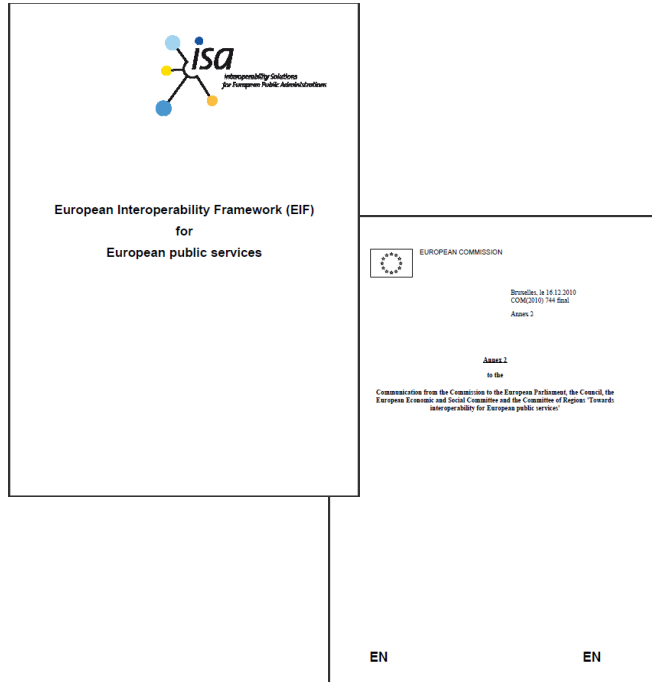 isa
Interoperability Solutions
for European Public Administrations
European Interoperability Framework (EIF)
for
European public services
EUROPEAN COMMISSION
Bruxelles, le 16.12.2010
COM(2010) 744 final
Annex 2
Annex 2
to the
Communication from the Commission to the European Parliament, the Council, the
European Economic and Social Committee and the Committee of Regions 'Towards
interoperability for European public services'
EN
EN